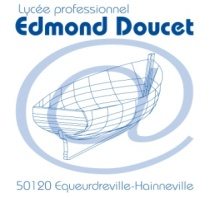 Lycée professionnel
Edmond Doucet
@
50120 Equeurdreville-Hainneville